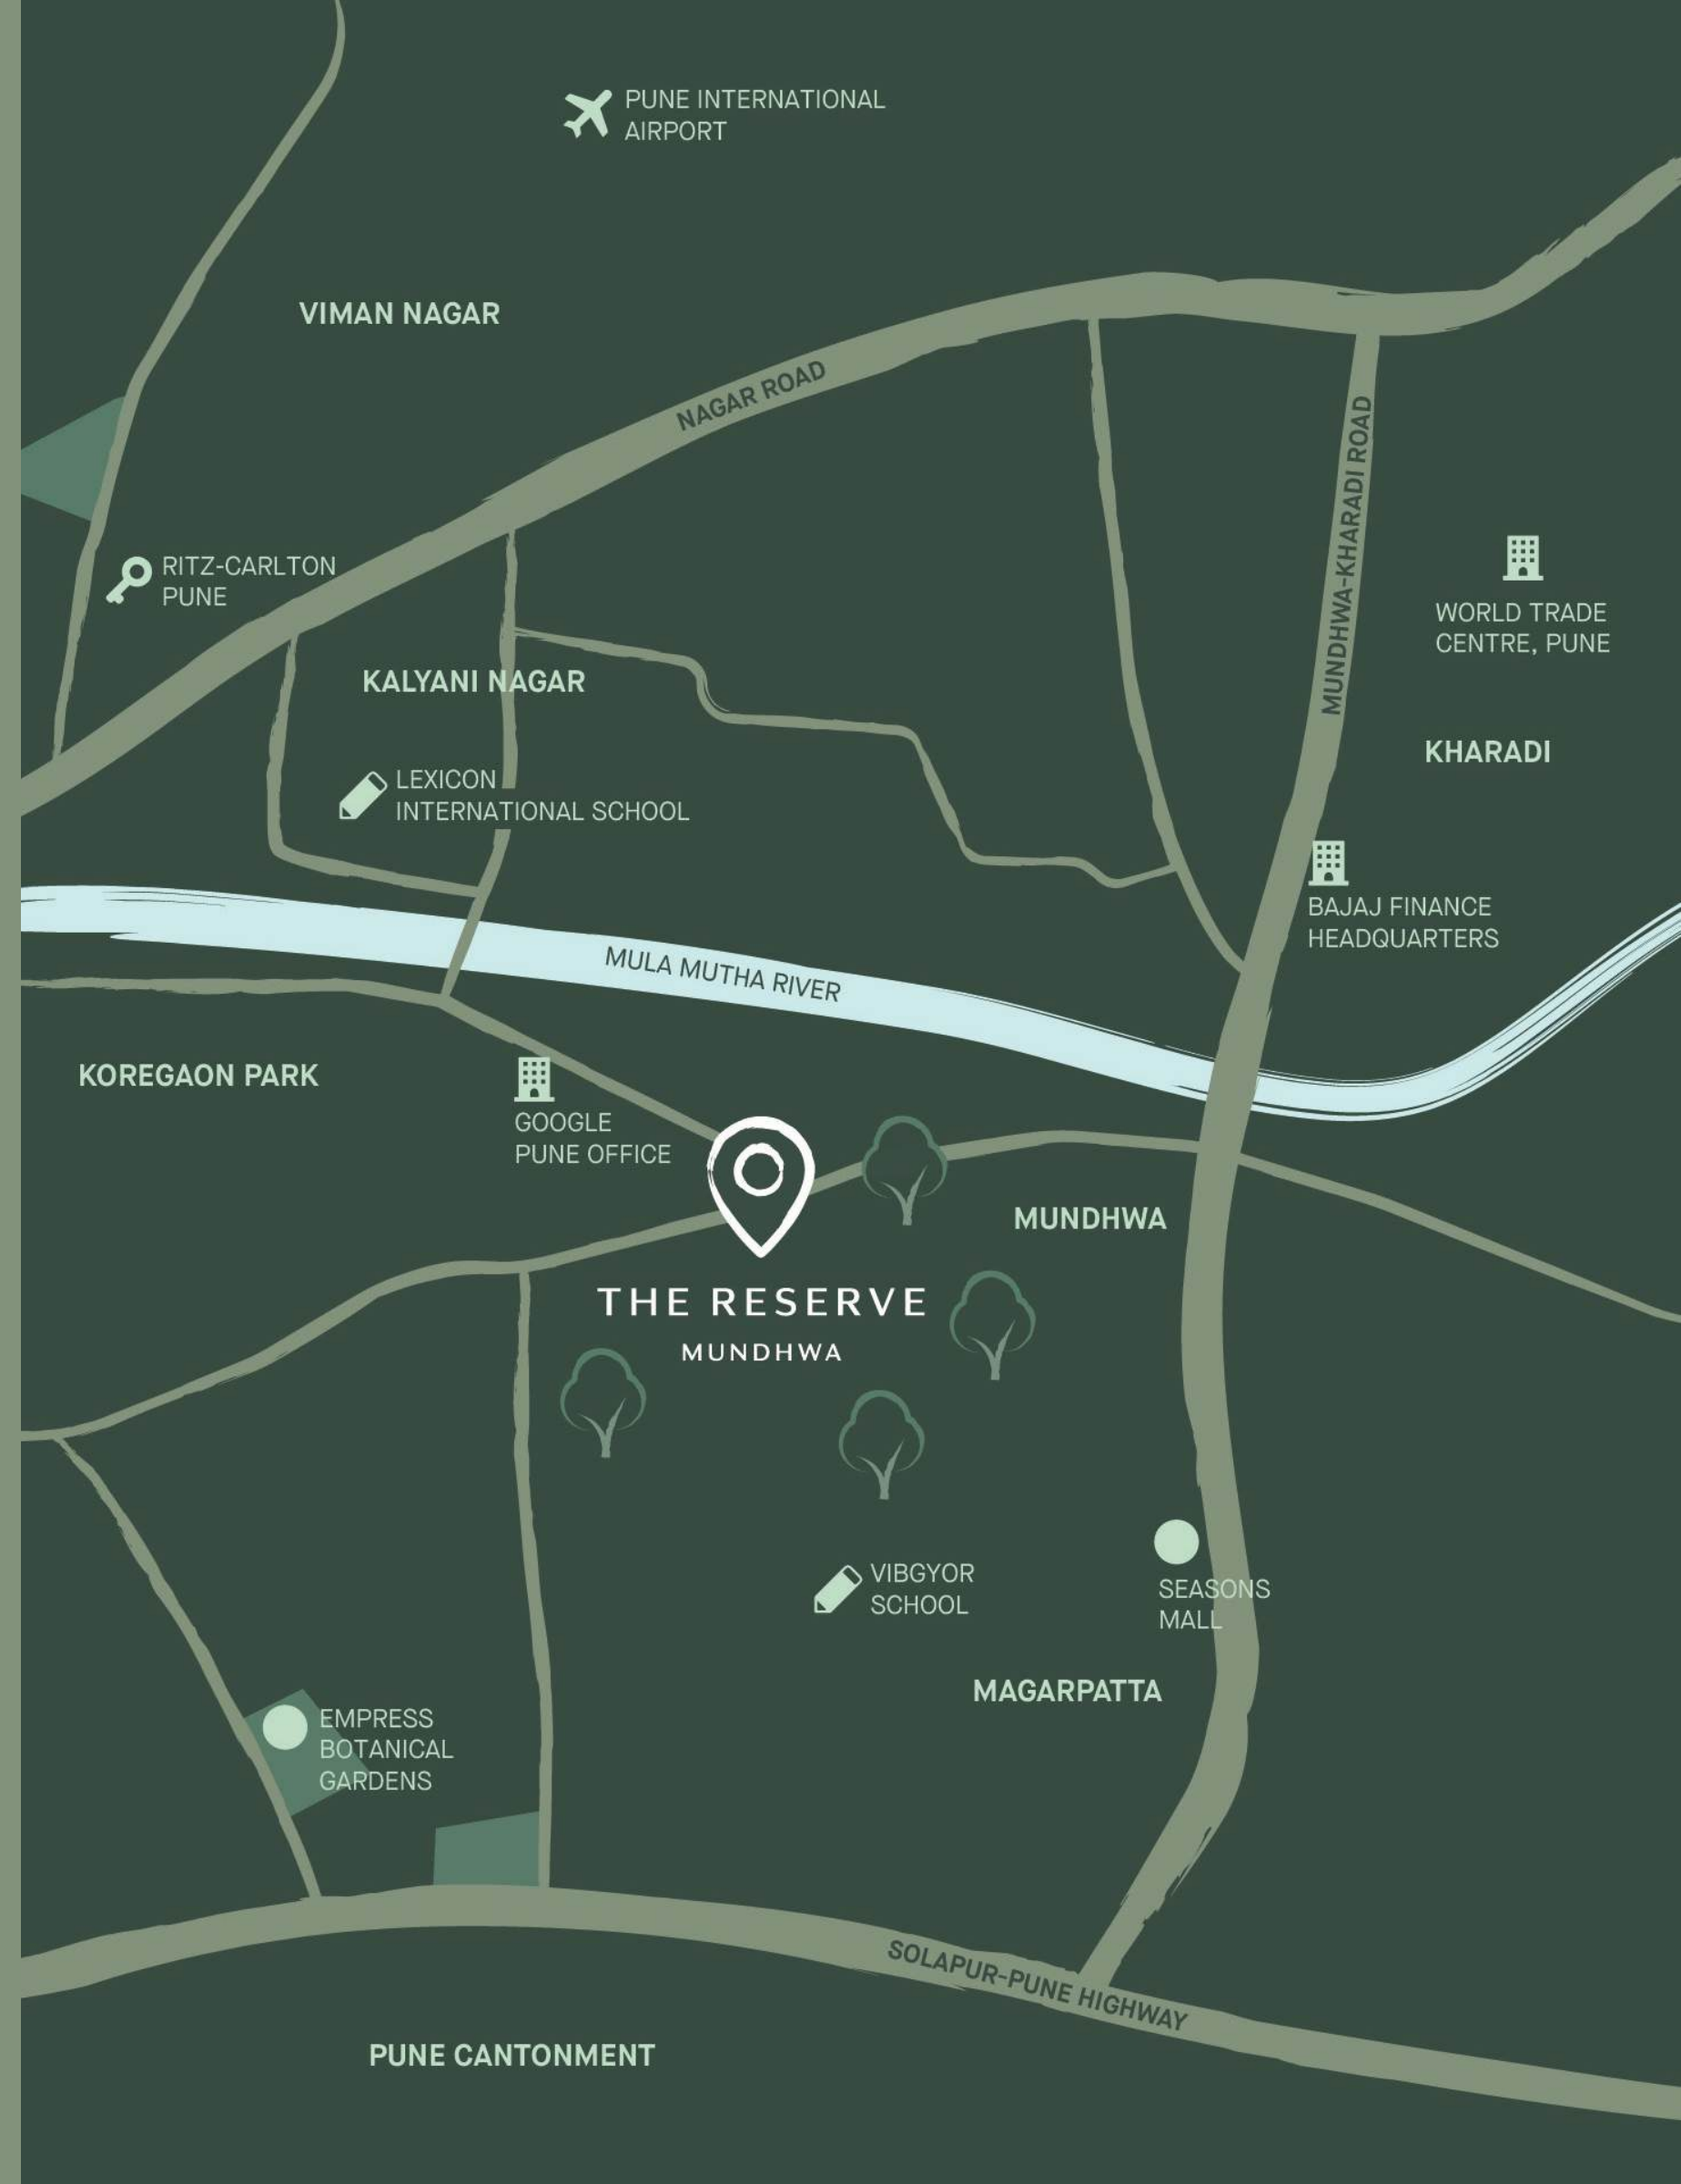 PUNE INTERNATIONAL
AIRPORT
VIMAN NAGAR
NAGAR ROAD
MUNDHWA-KHARADI ROAD
RITZ-CARLTON
PUNE
WORLD TRADE
CENTRE, PUNE
KALYANI NAGAR
KHARADI
LEXICON
INTERNATIONAL SCHOOL
BAJAJ FINANCE
HEADQUARTERS
MULA MUTHA RIVER
KOREGAON PARK
GOOGLE
PUNE OFFICE
MUNDHWA
THE RESERVE
MUNDHWA
VIBGYOR
SCHOOL
SEASONS
MALL
MAGARPATTA
EMPRESS
BOTANICAL
GARDENS
SOLAPUR-PUNE HIGHWAY
PUNE CANTONMENT